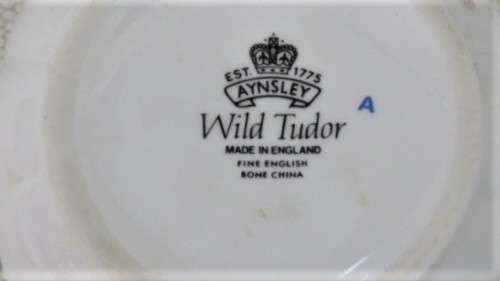 EST. 1775
AYNSLEY
A
Wild Tudor
MADE IN ENGLAND
FINE ENGLISH
BONE CHINA